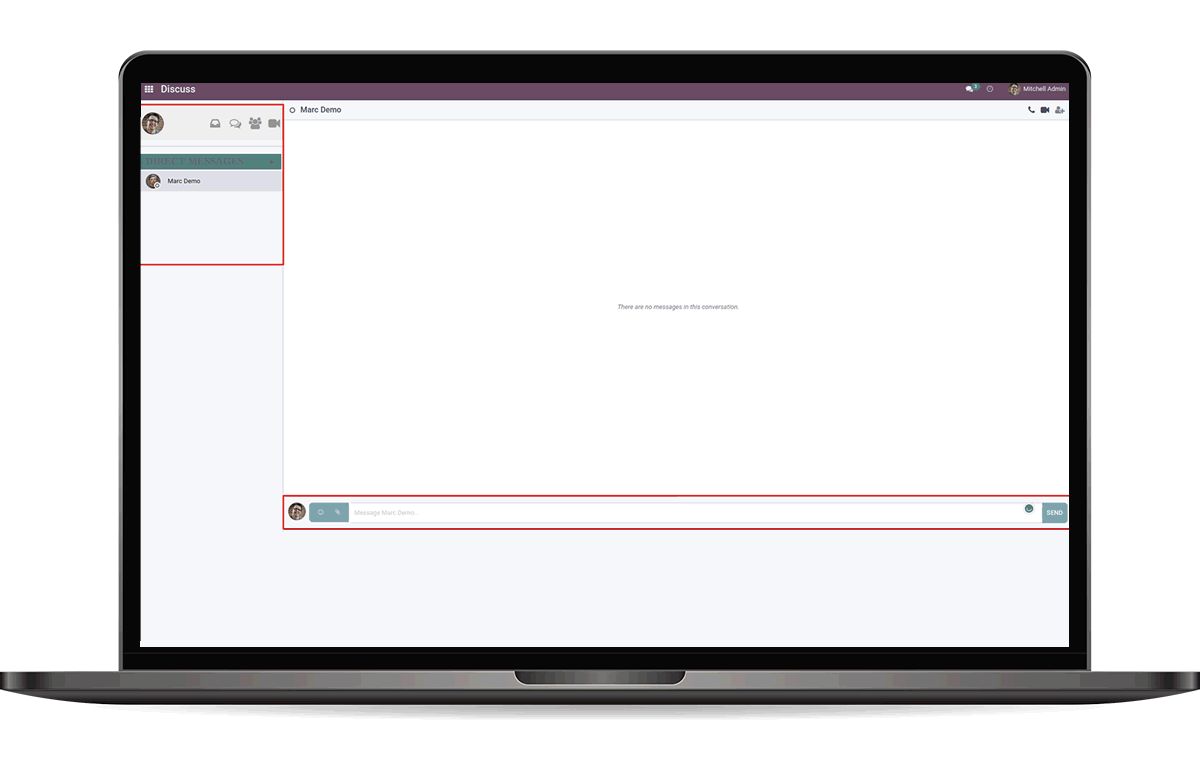 Discuss
3
Mitchell Admin
Marc Demo
DIRECT MESSAGES +
Marc Demo
There are no messages in this conversation.
Message Marc Demo...
SEND